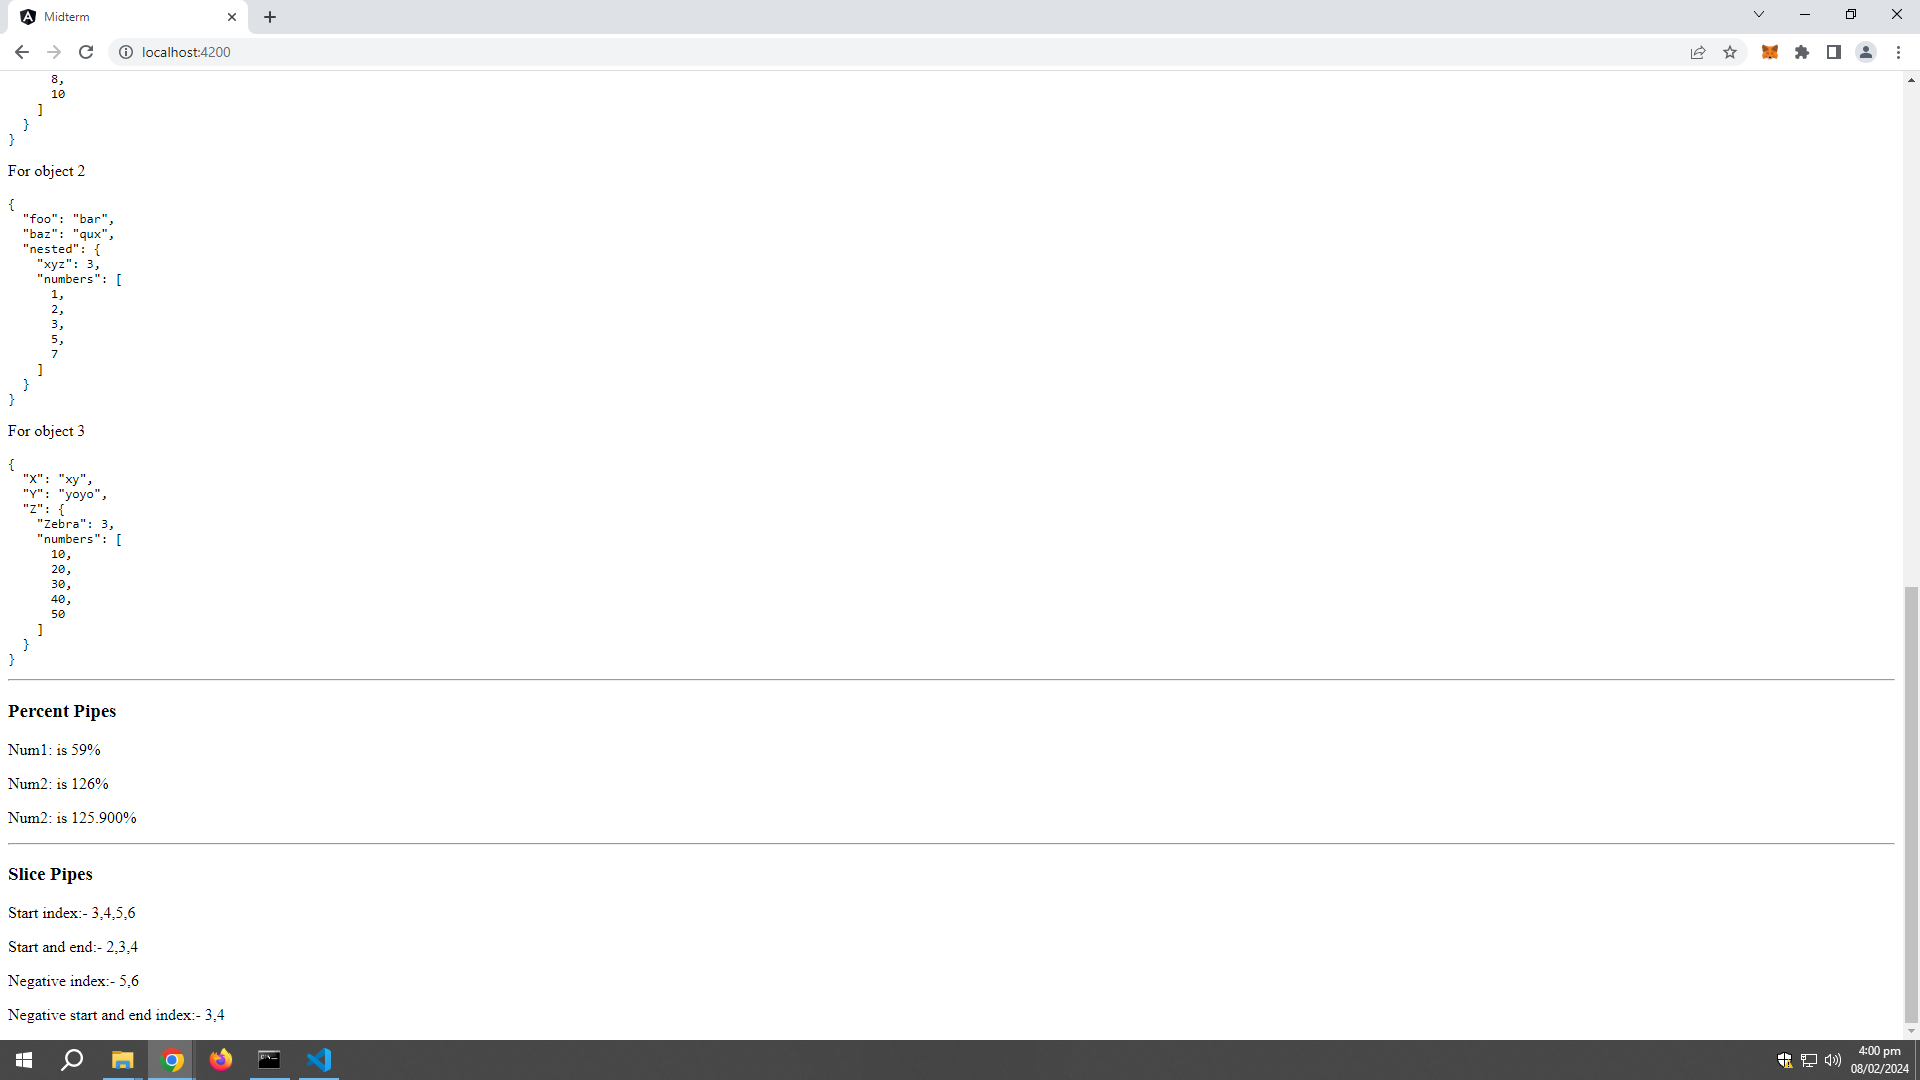 Midterm
localhost:4200
      8,
      10
    ]
  }
}
For object 2
{
  "foo": "bar",
  "baz": "qux",
  "nested": {
    "xyz": 3,
    "numbers": [
      1,
      2,
      3,
      5,
      7
    ]
  }
}
For object 3
{
  "X": "xy",
  "Y": "yoyo",
  "Z": {
    "Zebra": 3,
    "numbers": [
      10,
      20,
      30,
      40,
      50
    ]
  }
}
Percent Pipes
Num1: is 59%
Num2: is 126%
Num2: is 125.900%
Slice Pipes
Start index:- 3,4,5,6
Start and end:- 2,3,4
Negative index:- 5,6
Negative start and end index:- 3,4
4:00 pm
08/02/2024